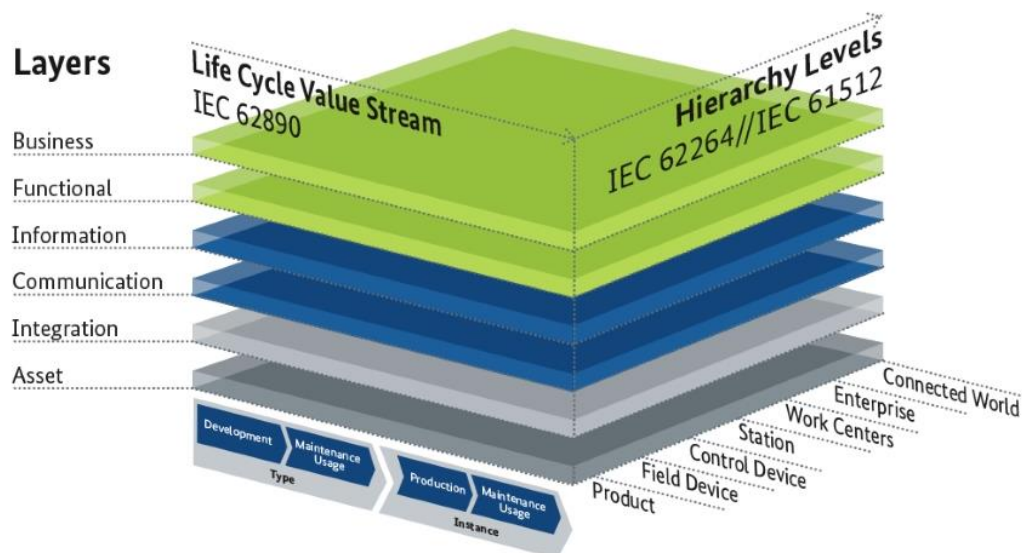 Layers
Life Cycle Value Stream
IEC 62890
Hierarchy Levels
IEC 62264//IEC 61512
Business
Functional
Information
Communication
Integration
Asset
Development
Maintenance
Usage
Type
Production
Maintenance
Usage
Instance
Product
Field Device
Control Device
Station
Work Centers
Enterprise
Connected World